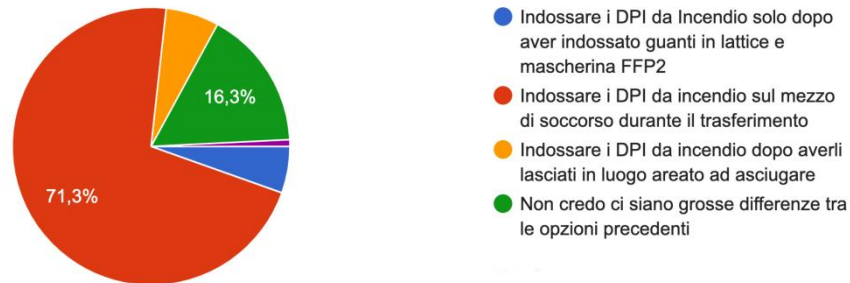 16,3%
71,3%
Indossare i DPI da Incendio solo dopo
aver indossato guanti in lattice e
mascherina FFP2
Indossare i DPI da incendio sul mezzo
di soccorso durante il trasferimento
Indossare i DPI da incendio dopo averli
lasciati in luogo areato ad asciugare
Non credo ci siano grosse differenze tra
le opzioni precedenti